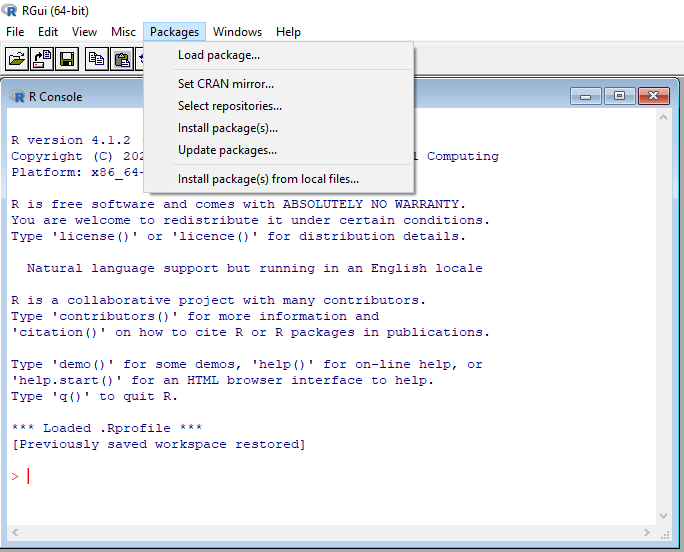 RGui (64-bit)
File Edit View Misc Packages Windows Help
Load package...
Set CRAN mirror...
Select repositories...
Install package(s)...
Update packages...
Install package(s) from local files...
R Console
R version 4.1.2
Copyright (C) Computing
Platform:
R is free software and comes with ABSOLUTELY NO WARRANTY.
You are welcome to redistribute it under certain conditions.
Type 'license()' or 'licence()' for distribution details.
Natural language support but running in an English locale
R is a collaborative project with many contributors.
Type 'contributors()' for more information and
'citation()' on how to cite R or R packages in publications.
Type 'demo()' for some demos, 'help()' for on-line help, or
'help.start()' for an HTML browser interface to help.
Type 'q()' to quit R.
*** Loaded .Rprofile ***
[Previously saved workspace restored]
>